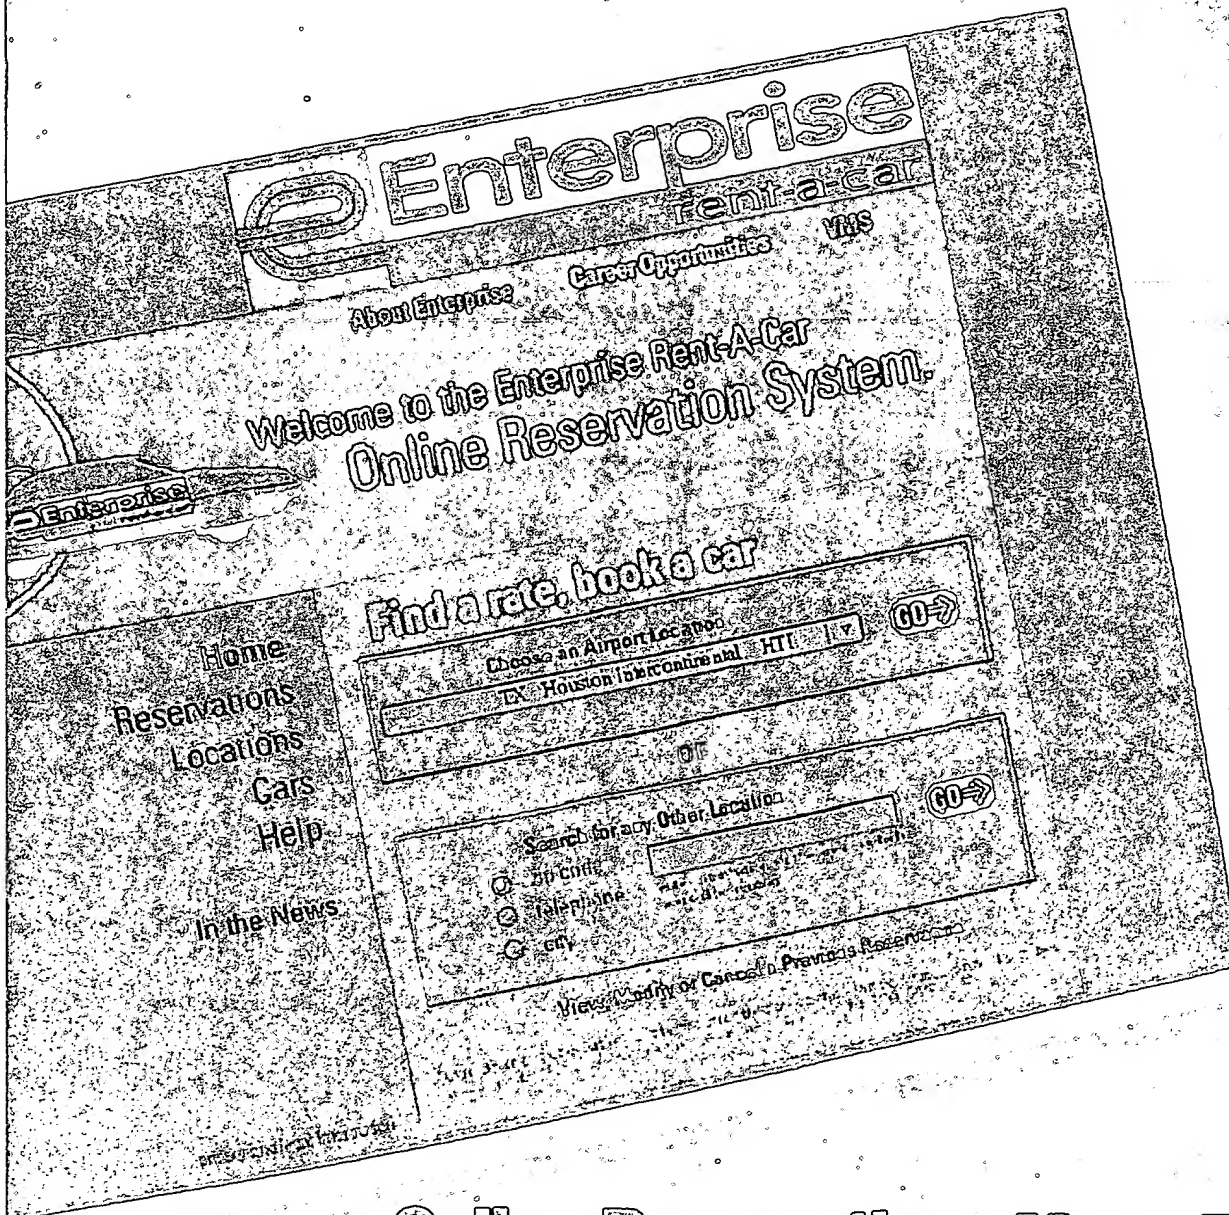 Enterprise
rent-a-car
About Enterprise Career Opportunities VMS
Welcome to the Enterprise Rent-A-Car
Online Reservation System.
Enterprise
Find a rate, book a car
Choose an Airport Location
TX Houston Intercontinental HTI
GO
or
Search for any Other Location
GO
zip code
telephone
city
View, Modify or Cancel a Previous Reservation
Home
Reservations
Locations
Cars
Help
In the News